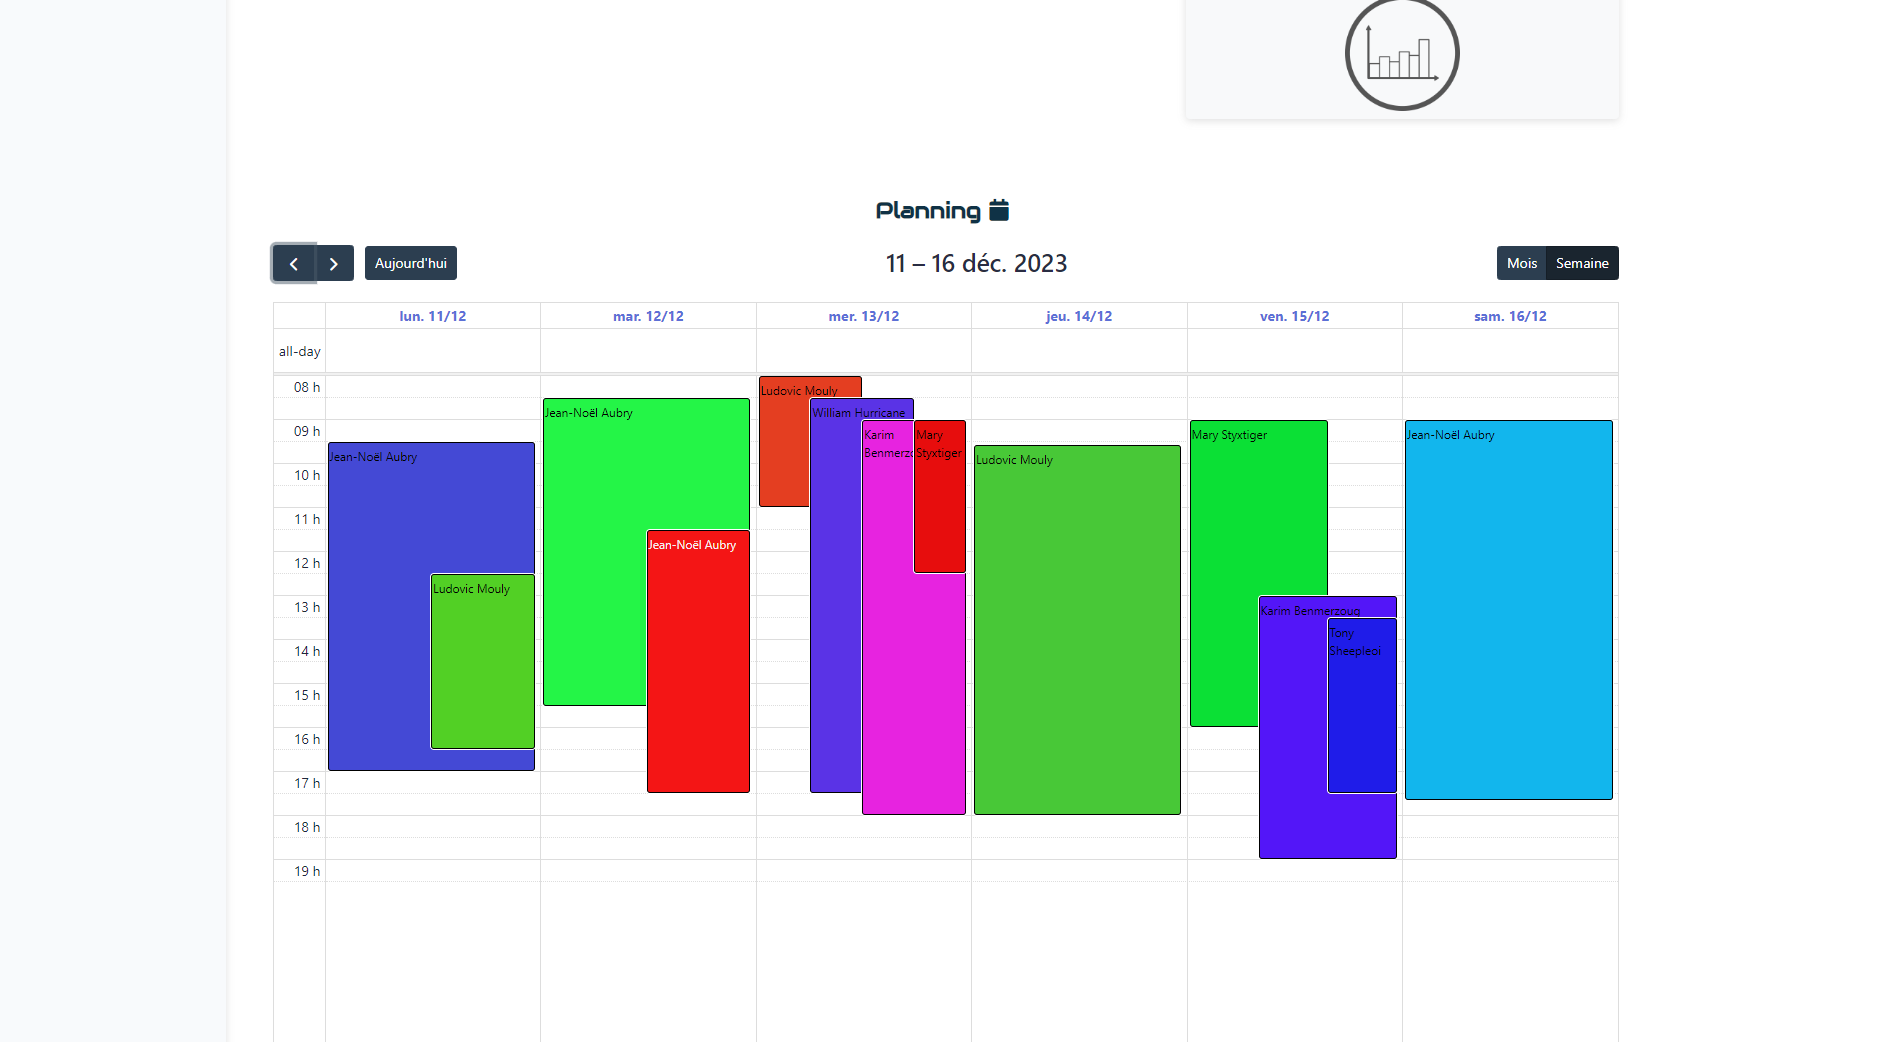 Planning
Aujourd'hui
11 – 16 déc. 2023
Mois
Semaine
lun. 11/12
mar. 12/12
mer. 13/12
jeu. 14/12
ven. 15/12
sam. 16/12
all-day
08 h
09 h
10 h
11 h
12 h
13 h
14 h
15 h
16 h
17 h
18 h
19 h
Jean-Noël Aubry
Ludovic Mouly
Jean-Noël Aubry
Jean-Noël Aubry
Ludovic Mouly
William Hurricane
Karim
Benmerzo
Mary
Styxtiger
Ludovic Mouly
Mary Styxtiger
Karim Benmerzoug
Tony
Sheepleoi
Jean-Noël Aubry